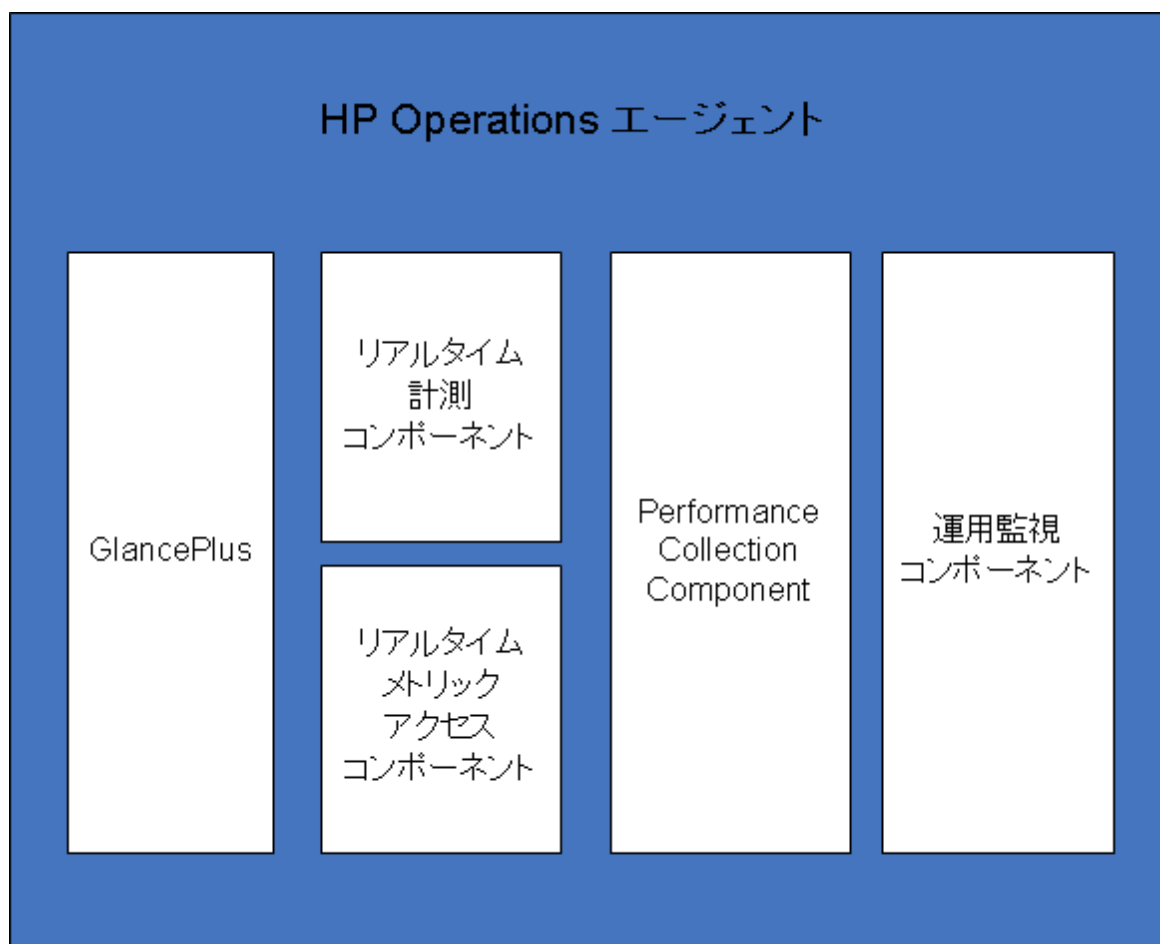 HP Operations エージェント
GlancePlus
リアルタイム
計測
コンポーネント
リアルタイム
メトリック
アクセス
コンポーネント
Performance
Collection
Component
運用監視
コンポーネント